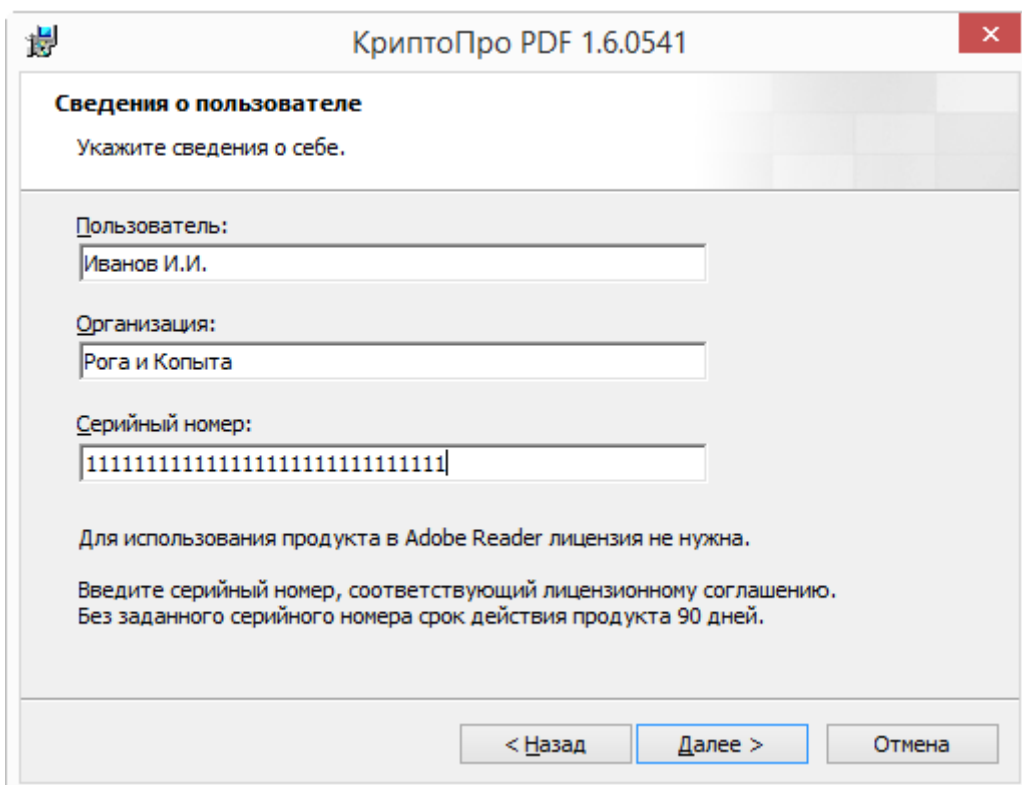 КриптоПро PDF 1.6.0541
Сведения о пользователе
Укажите сведения о себе.
Пользователь:
Иванов И.И.
Организация:
Рога и Копыта
Серийный номер:
1111111111111111111111111111
Для использования продукта в Adobe Reader лицензия не нужна.
Введите серийный номер, соответствующий лицензионному соглашению.
Без заданного серийного номера срок действия продукта 90 дней.
< Назад
Далее >
Отмена